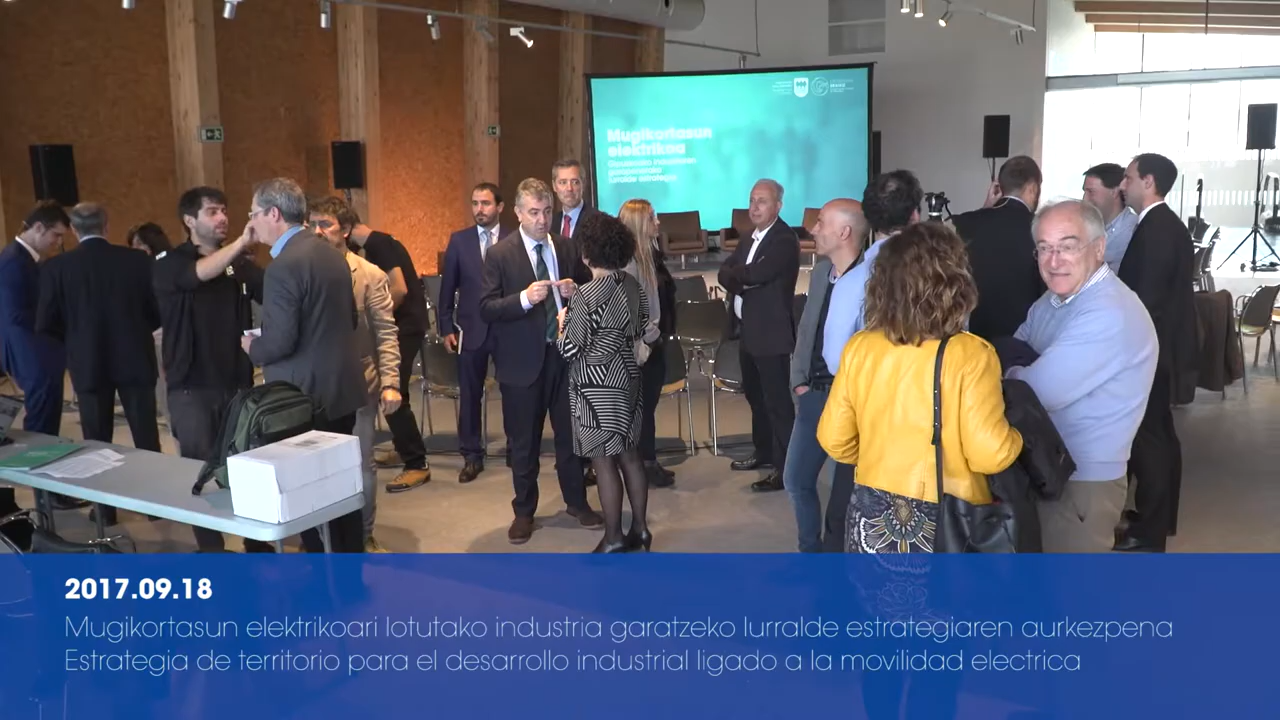 Mugikortasun
elektrikoa
2017.09.18
Mugikortasun elektrikoari lotutako industria garatzeko lurralde estrategiaren aurkezpena
Estrategia de territorio para el desarrollo industrial ligado a la movilidad electrica